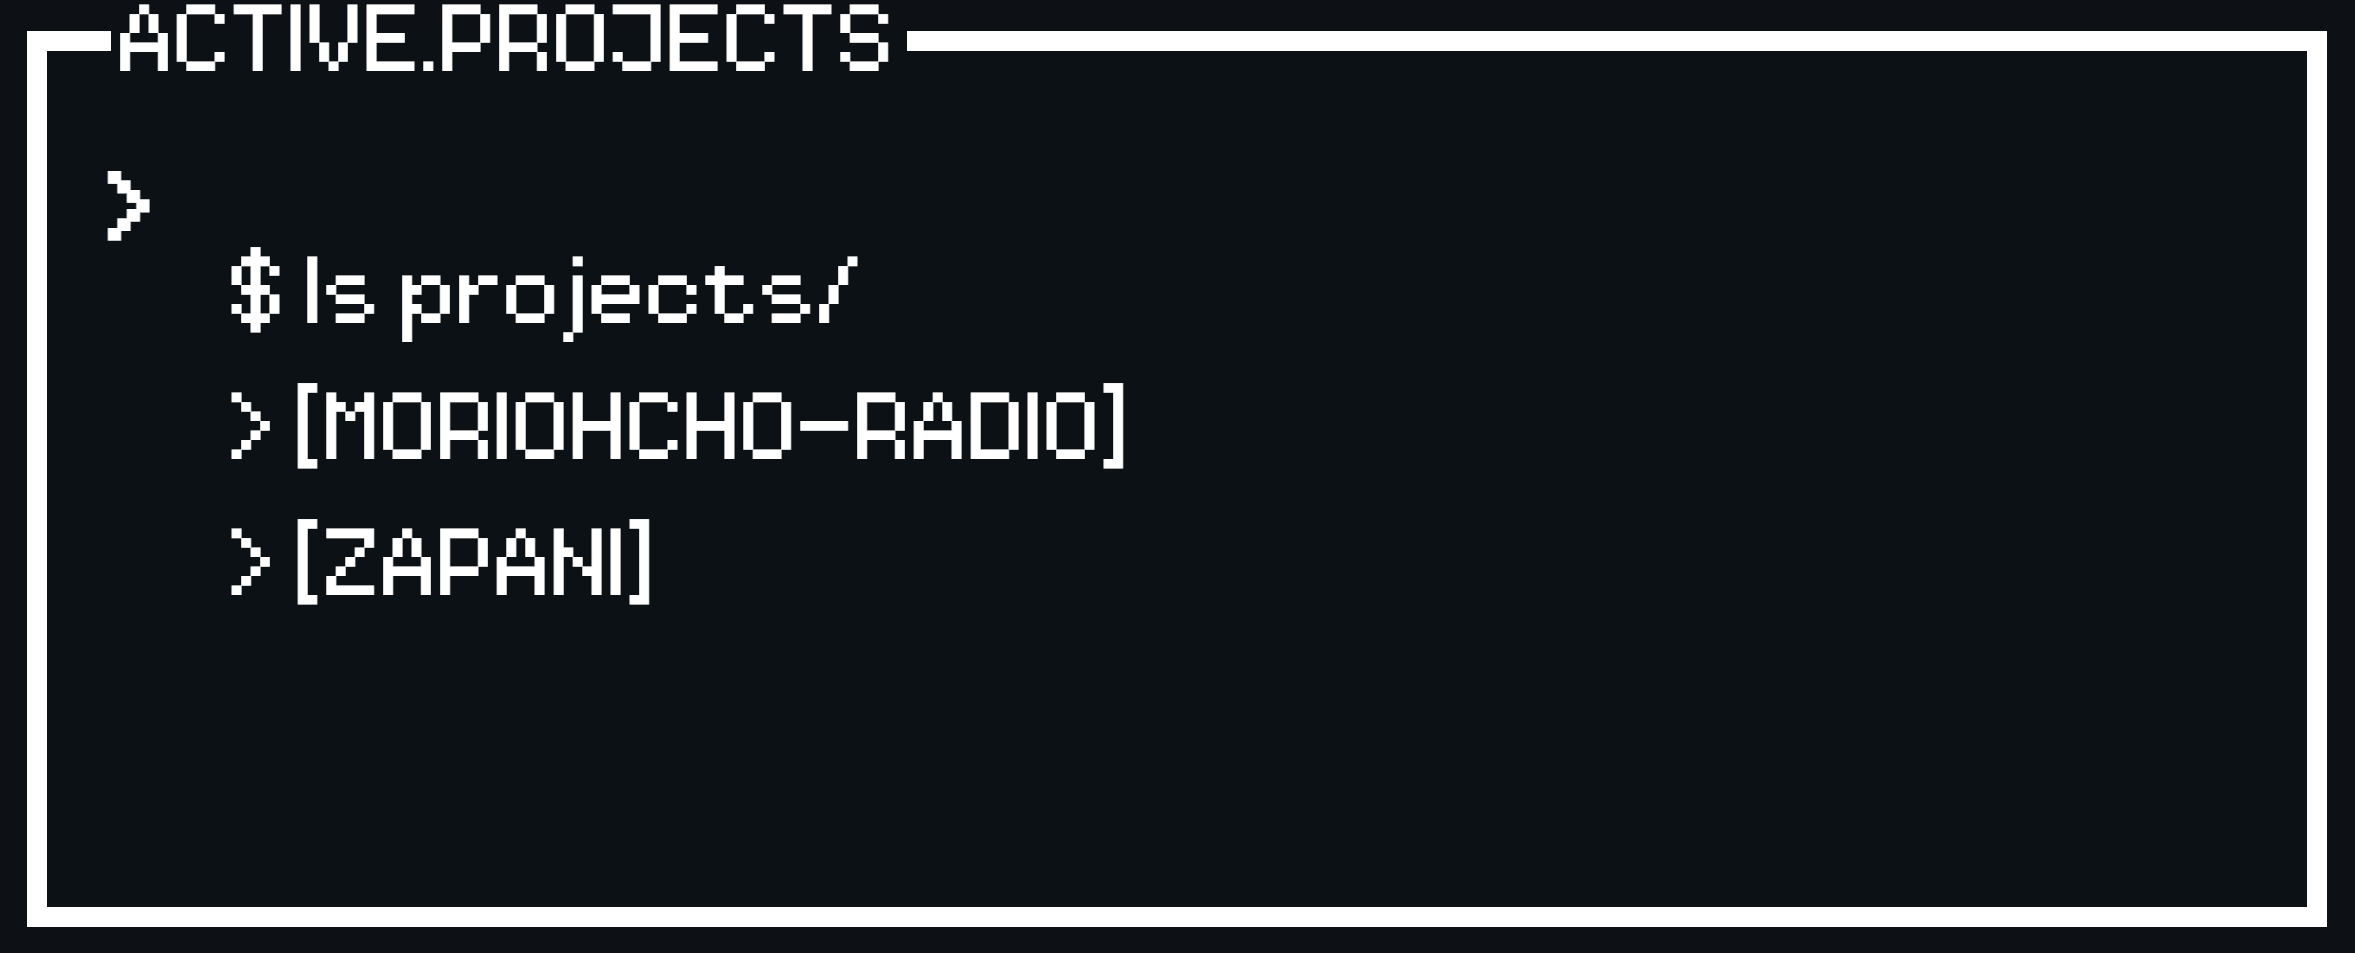 ACTIVE.PROJECTS
>
$ ls projects/
> [MORIOHCHO-RADIO]
> [ZAPANI]